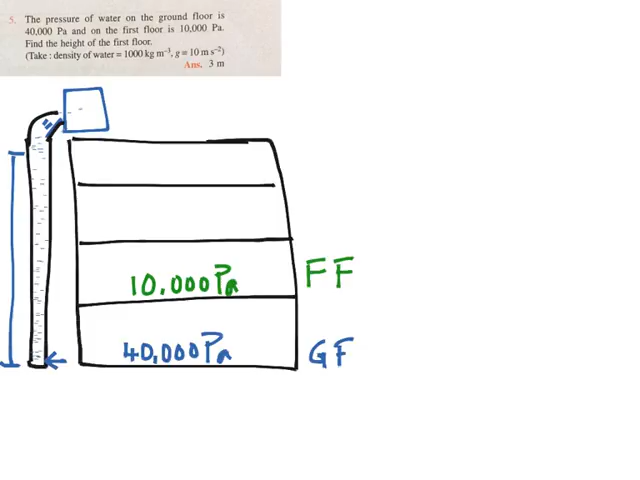 5. The pressure of water on the ground floor is
40,000 Pa and on the first floor is 10,000 Pa.
Find the height of the first floor.
(Take : density of water = 1000 kg m⁻³, g = 10 m s⁻²)
Ans. 3 m
10,000 Pa FF
40,000 Pa GF